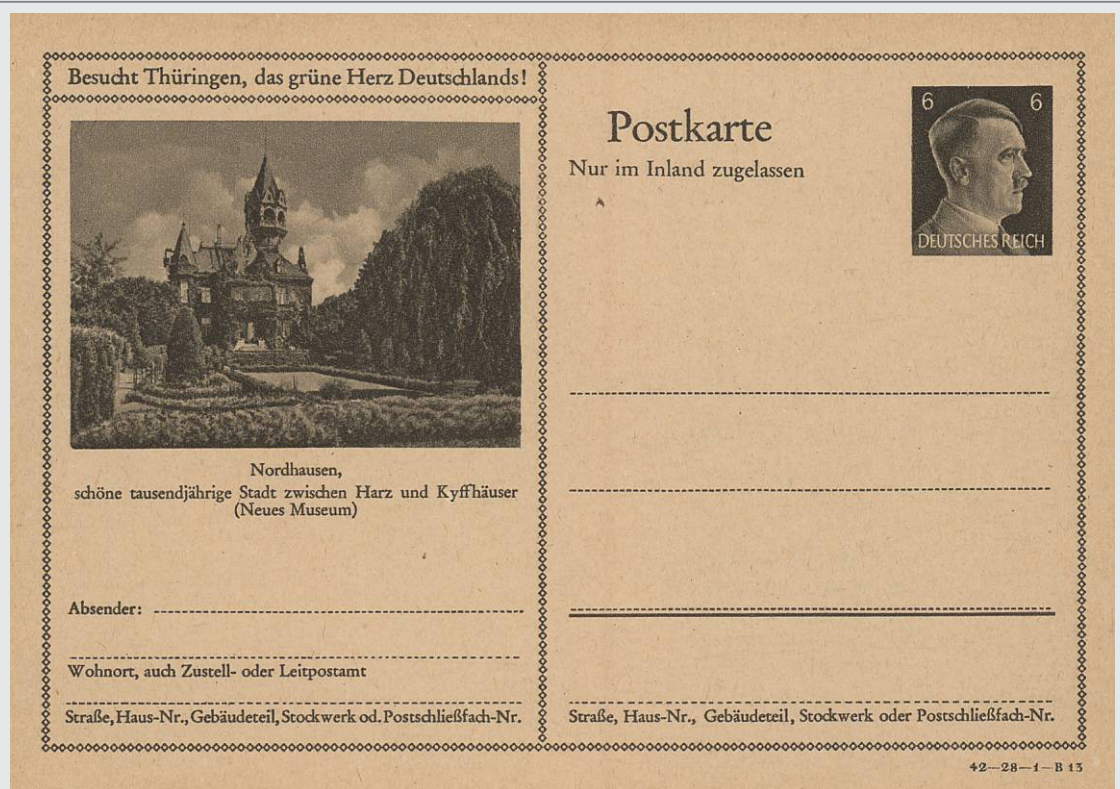 Besucht Thüringen, das grüne Herz Deutschlands!
Nordhausen,
schöne tausendjährige Stadt zwischen Harz und Kyffhäuser
(Neues Museum)
Absender:
Wohnort, auch Zustell- oder Leitpostamt
Straße, Haus-Nr., Gebäudeteil, Stockwerk od. Postschließfach-Nr.
Postkarte
Nur im Inland zugelassen
6 6
DEUTSCHES REICH
Straße, Haus-Nr., Gebäudeteil, Stockwerk oder Postschließfach-Nr.
42—28—1—B 13